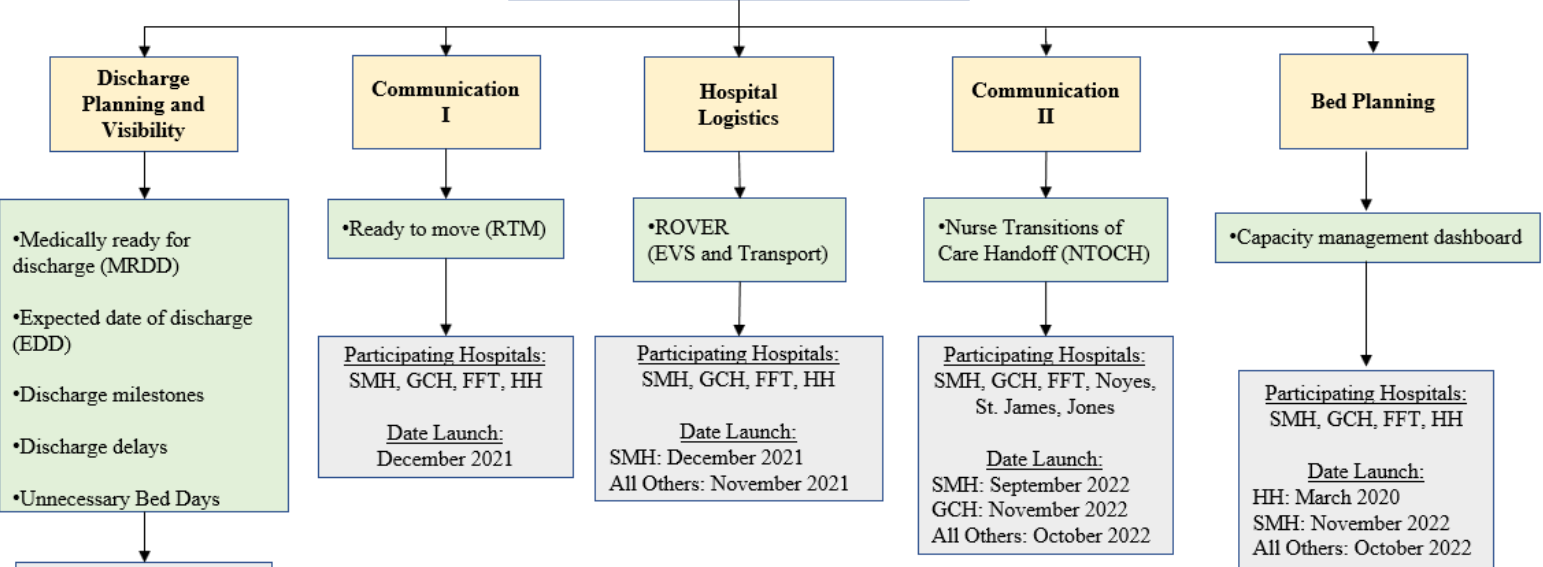 Discharge
Planning and
Visibility
Communication
I
Hospital
Logistics
Communication
II
Bed Planning
•Medically ready for
discharge (MRDD)
•Expected date of discharge
(EDD)
•Discharge milestones
•Discharge delays
•Unnecessary Bed Days
•Ready to move (RTM)
•ROVER
(EVS and Transport)
•Nurse Transitions of
Care Handoff (NTOCH)
•Capacity management dashboard
Participating Hospitals:
SMH, GCH, FFT, HH
Date Launch:
December 2021
Participating Hospitals:
SMH, GCH, FFT, HH
Date Launch:
SMH: December 2021
All Others: November 2021
Participating Hospitals:
SMH, GCH, FFT, Noyes,
St. James, Jones
Date Launch:
SMH: September 2022
GCH: November 2022
All Others: October 2022
Participating Hospitals:
SMH, GCH, FFT, HH
Date Launch:
HH: March 2020
SMH: November 2022
All Others: October 2022